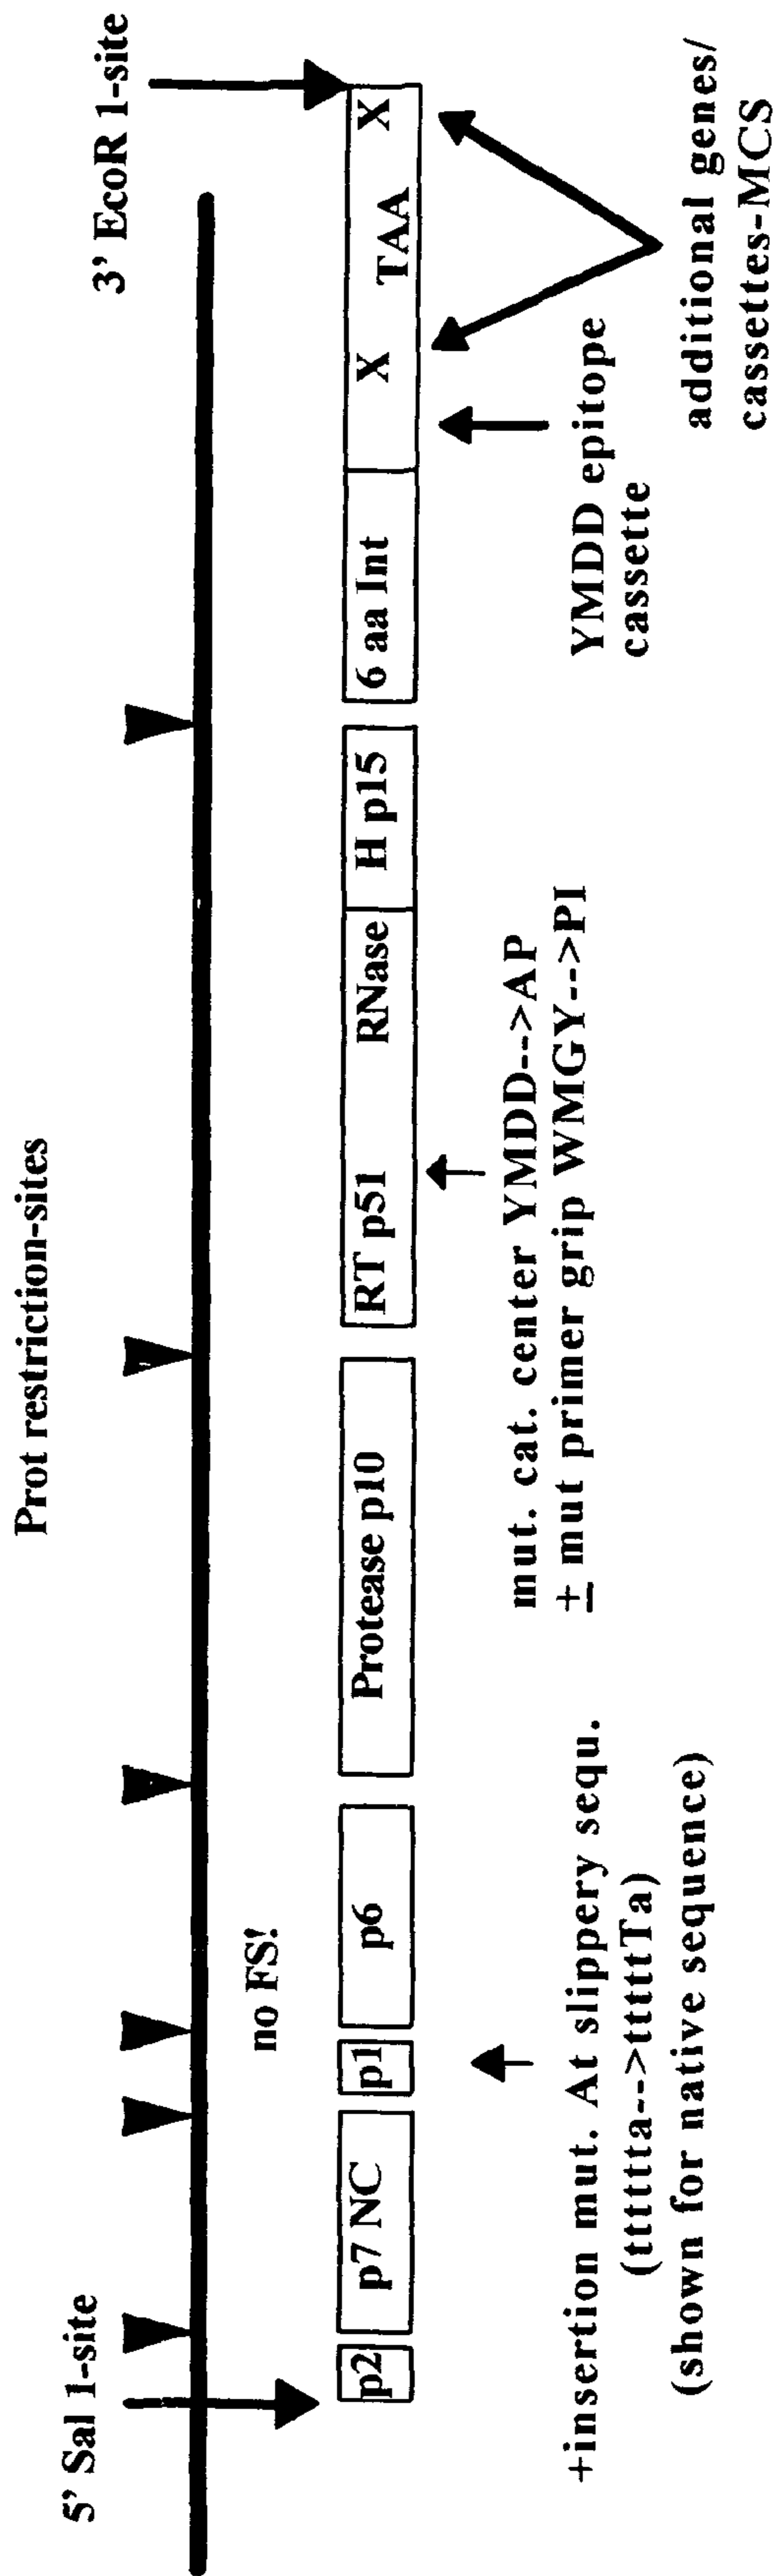 Prot restriction-sites
5' Sal 1-site
3' EcoR 1-site
no FS!
p2
p7 NC
p1
p6
Protease p10
RT p51
RNase
H p15
6 aa Int
X
TAA
X
+insertion mut. At slippery sequ.
(tttttta-->tttttTa)
(shown for native sequence)
mut. cat. center YMDD-->AP
+ mut primer grip WMGY-->PI
YMDD epitope
cassette
additional genes/
cassettes-MCS